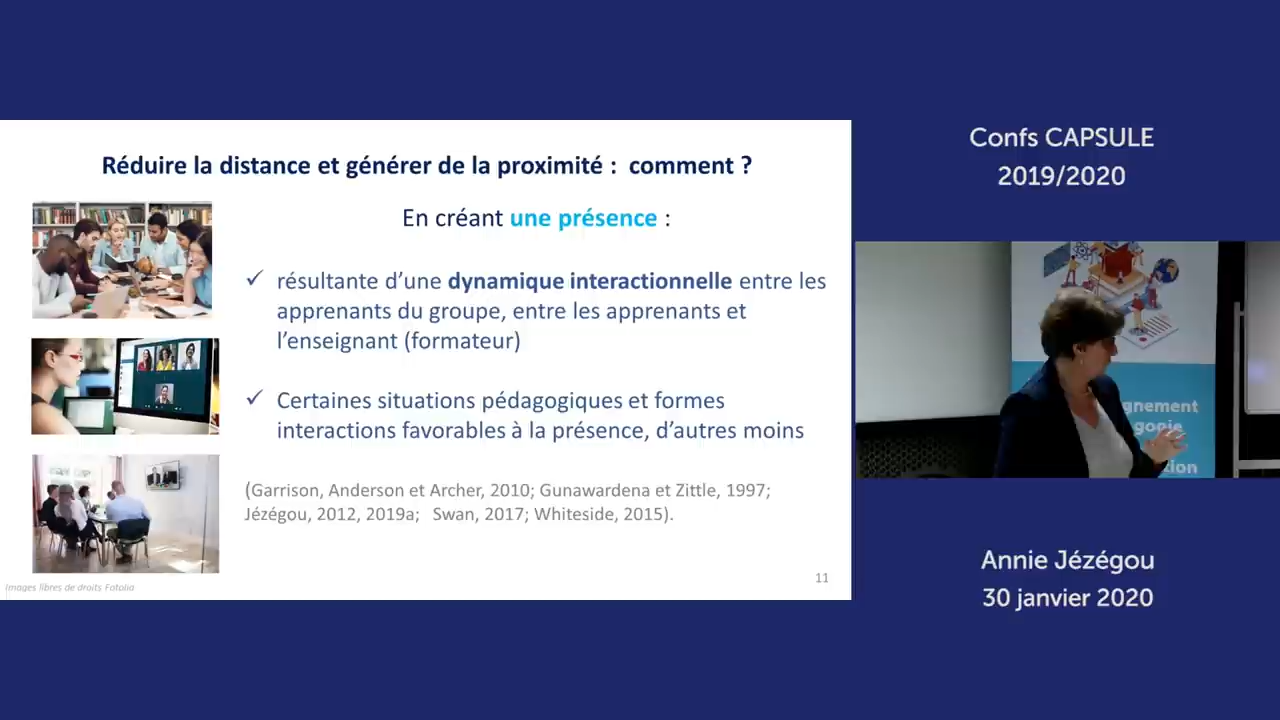 Réduire la distance et générer de la proximité : comment ?
En créant une présence :
✓ résultante d'une dynamique interactionnelle entre les
apprenants du groupe, entre les apprenants et
l'enseignant (formateur)
✓ Certaines situations pédagogiques et formes
interactions favorables à la présence, d'autres moins
(Garrison, Anderson et Archer, 2010; Gunawardena et Zittle, 1997;
Jézégou, 2012, 2019a; Swan, 2017; Whiteside, 2015).
Images libres de droits Fotolia
11
Confs CAPSULE
2019/2020
gnement
gogie
tion
Annie Jézégou
30 janvier 2020